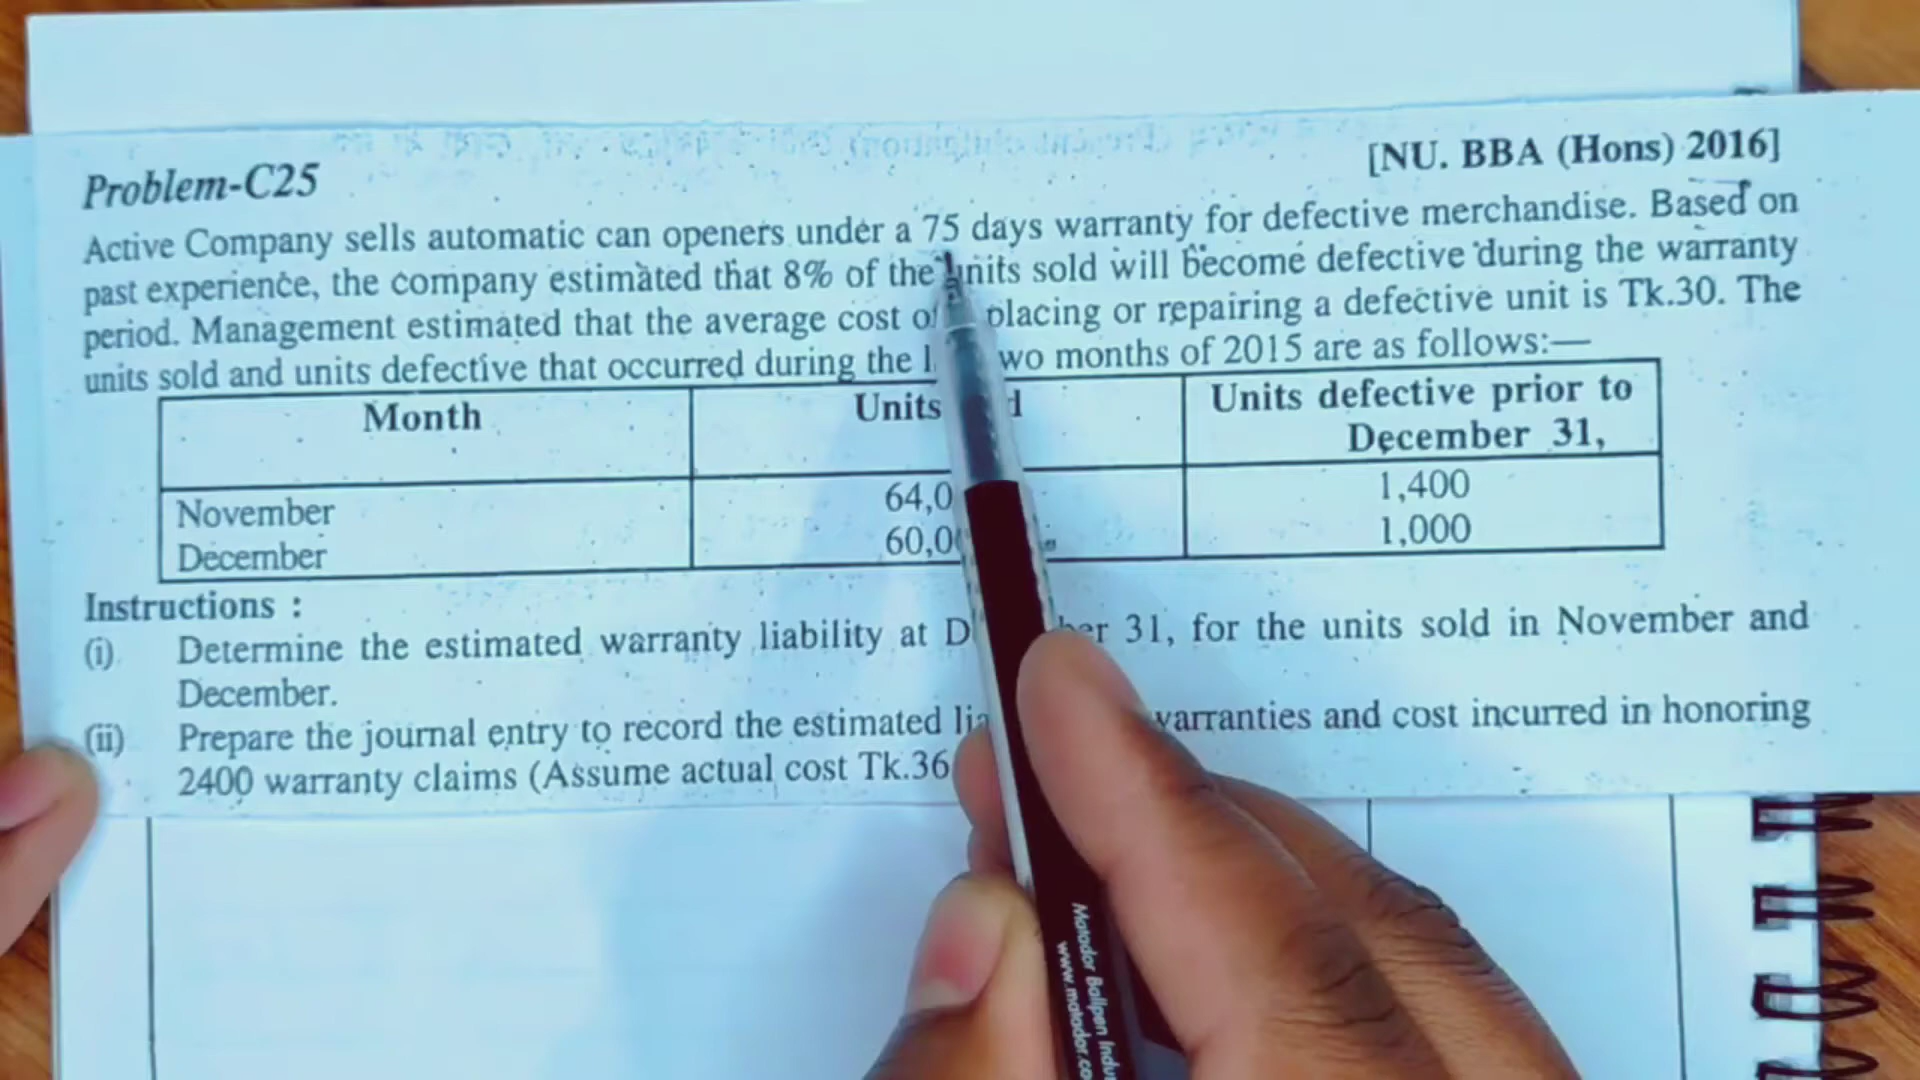 Problem-C25
[NU. BBA (Hons) 2016]
Active Company sells automatic can openers under a 75 days warranty for defective merchandise. Based on
past experience, the company estimated that 8% of the units sold will become defective during the warranty
period. Management estimated that the average cost of placing or repairing a defective unit is Tk.30. The
units sold and units defective that occurred during the months of 2015 are as follows:—
Month Units Units defective prior to
December 31,
November 64,0 1,400
December 60,0 1,000
Instructions :
(i) Determine the estimated warranty liability at 31, for the units sold in November and
December.
(ii) Prepare the journal entry to record the estimated warranties and cost incurred in honoring
2400 warranty claims (Assume actual cost Tk.36
Matador Ballpen
www.matador.co